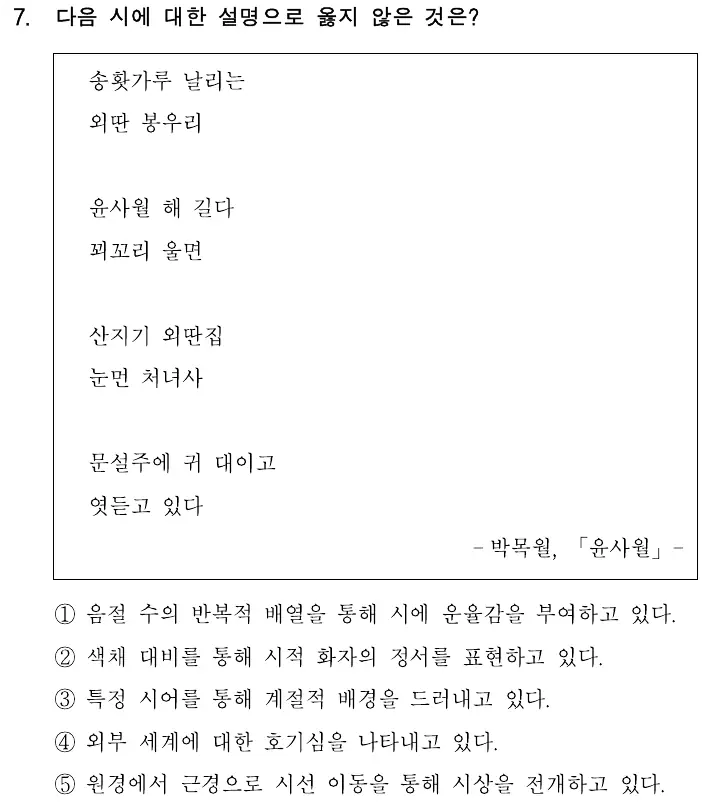 7. 다음 시에 대한 설명으로 옳지 않은 것은?
송홧가루 날리는
외딴 봉우리
윤사월 해 길다
꾀꼬리 울면
산지기 외딴집
눈먼 처녀사
문설주에 귀 대이고
엿듣고 있다
- 박목월, 「윤사월」-
① 음절 수의 반복적 배열을 통해 시에 운율감을 부여하고 있다.
② 색채 대비를 통해 시적 화자의 정서를 표현하고 있다.
③ 특정 시어를 통해 계절적 배경을 드러내고 있다.
④ 외부 세계에 대한 호기심을 나타내고 있다.
⑤ 원경에서 근경으로 시선 이동을 통해 시상을 전개하고 있다.